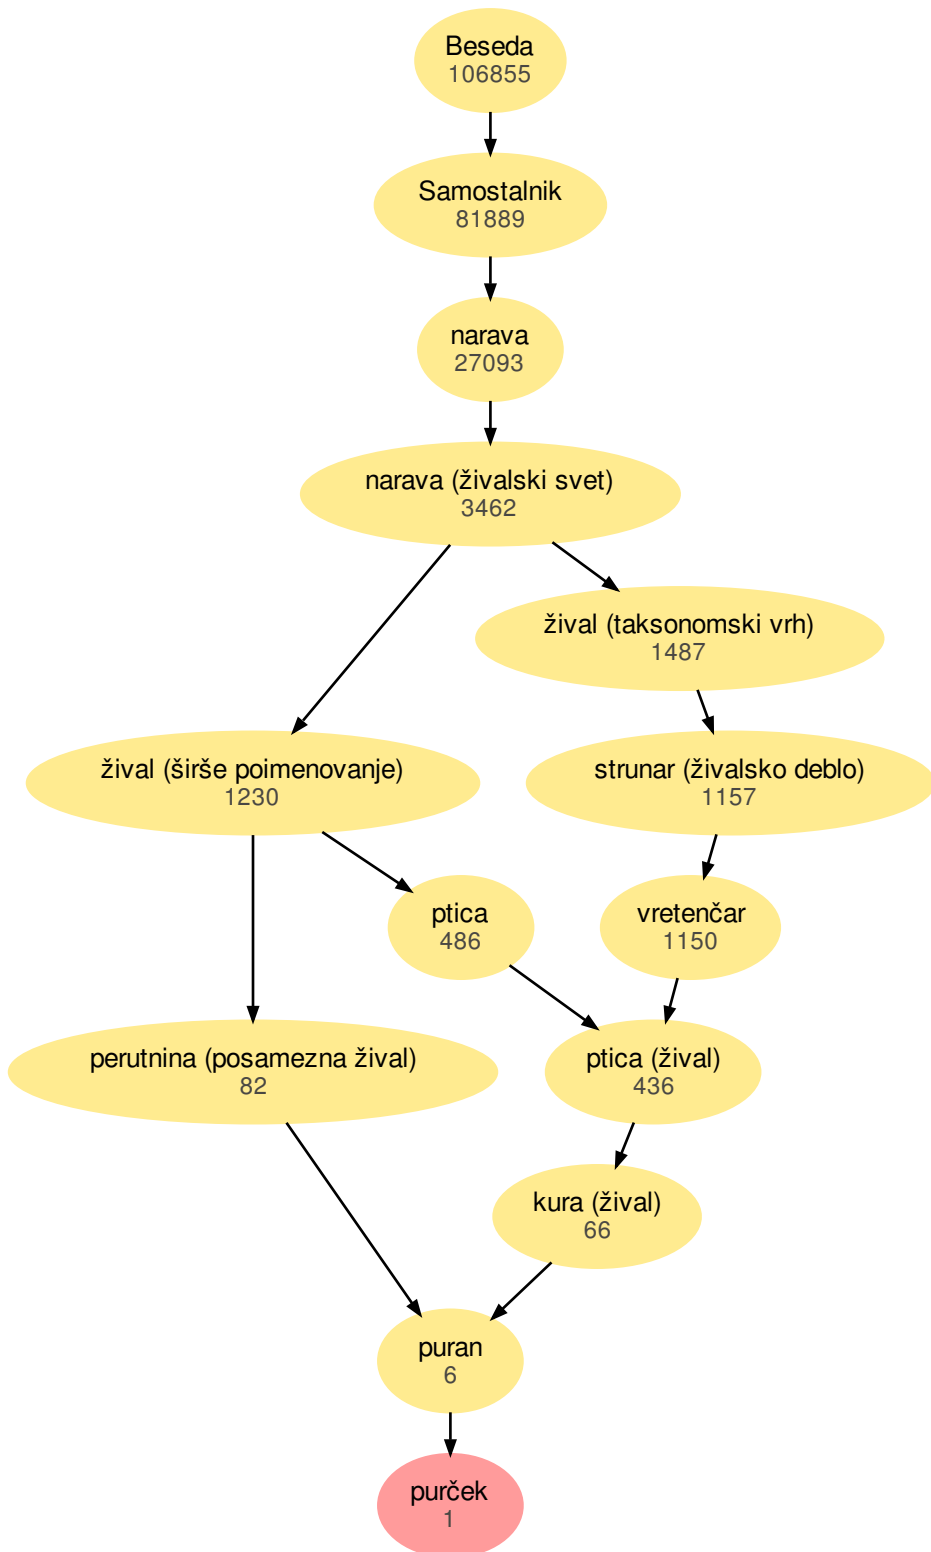 Beseda
106855
Samostalnik
81889
narava
27093
narava (živalski svet)
3462
žival (taksonomski vrh)
1487
žival (širše poimenovanje)
1230
strunar (živalsko deblo)
1157
ptica
486
vretenčar
1150
perutnina (posamezna žival)
82
ptica (žival)
436
kura (žival)
66
puran
6
purček
1